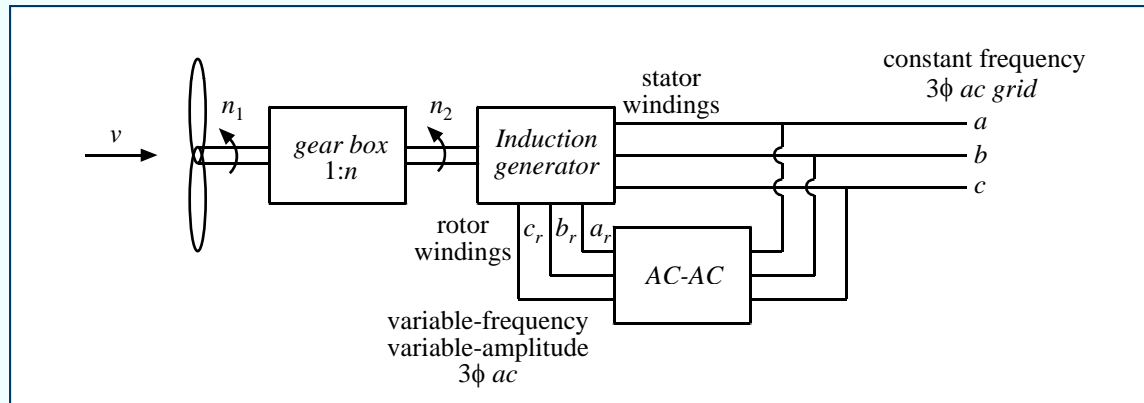 constant frequency
3ϕ ac grid
stator
windings
v
n1
n2
gear box
1:n
Induction
generator
a
b
c
rotor
windings
cr
br
ar
AC-AC
variable-frequency
variable-amplitude
3ϕ ac